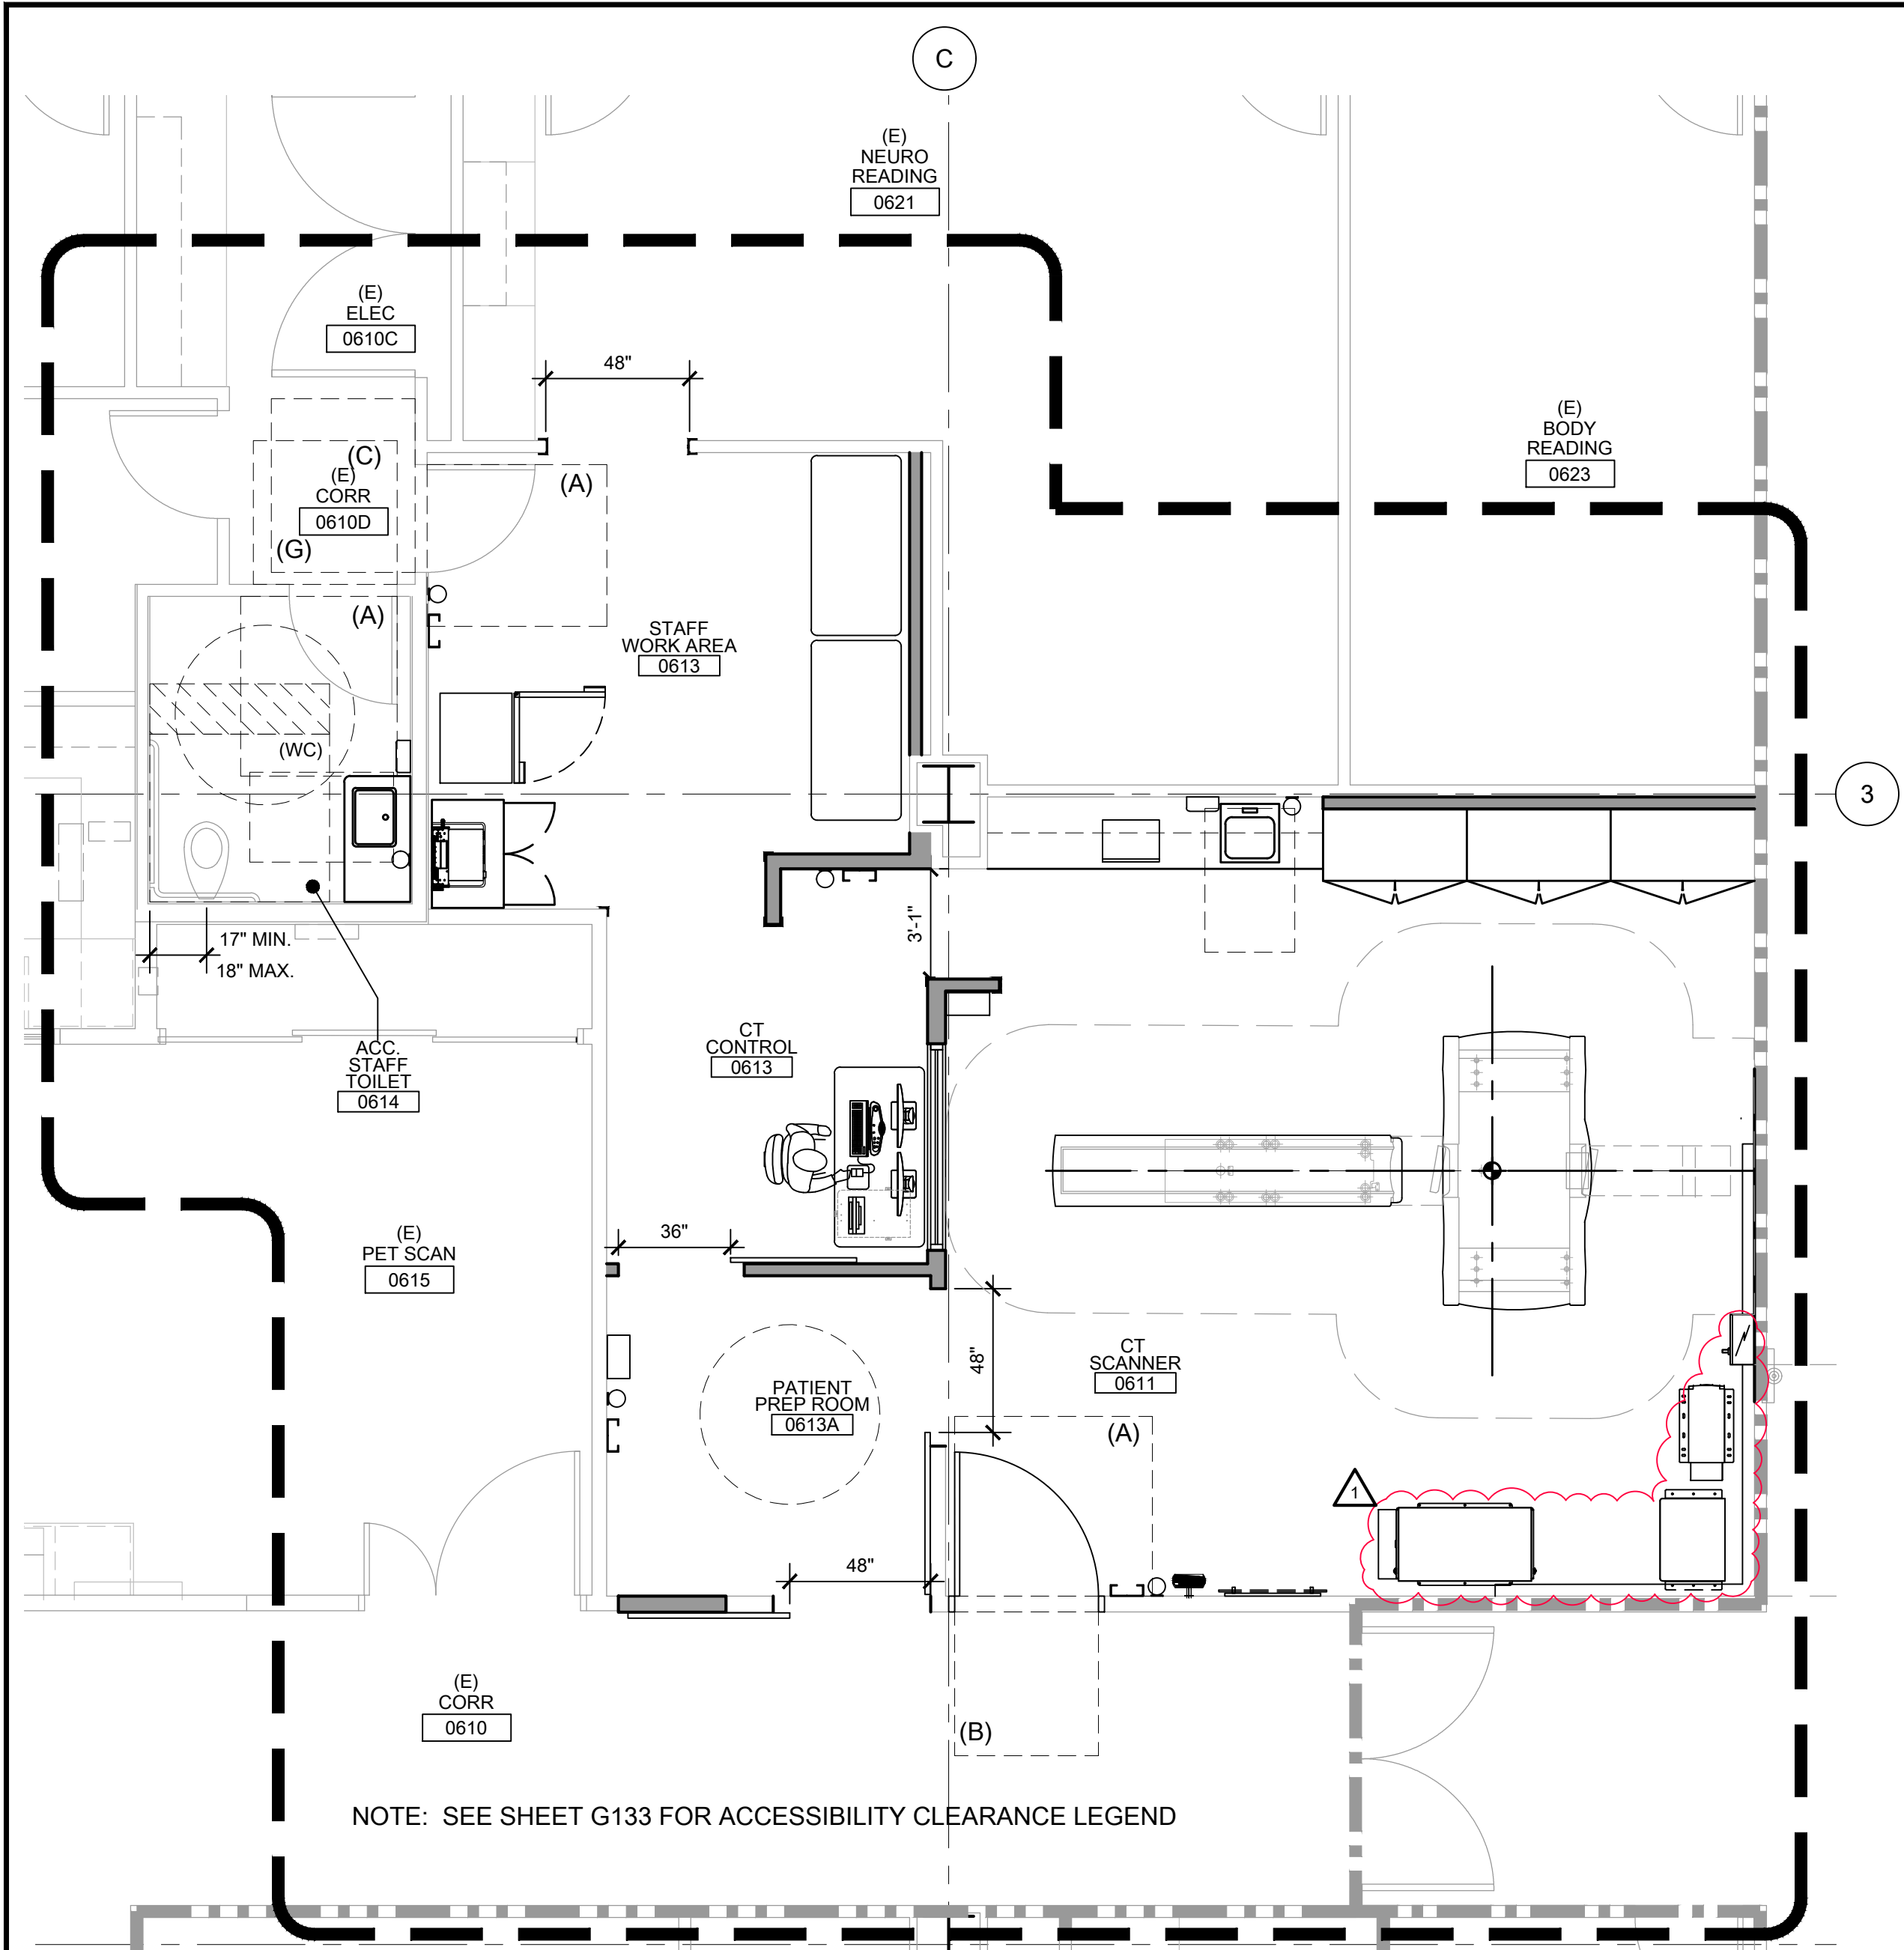 C
(E)
NEURO
READING
0621
(E)
ELEC
0610C
48"
(E)
BODY
READING
0623
(C)
(E)
CORR
0610D
(G)
(A)
(A)
STAFF
WORK AREA
0613
(WC)
3
17" MIN.
18" MAX.
3'-1"
ACC.
STAFF
TOILET
0614
CT
CONTROL
0613
36"
(E)
PET SCAN
0615
48"
CT
SCANNER
0611
PATIENT
PREP ROOM
0613A
(A)
1
48"
(E)
CORR
0610
(B)
NOTE: SEE SHEET G133 FOR ACCESSIBILITY CLEARANCE LEGEND